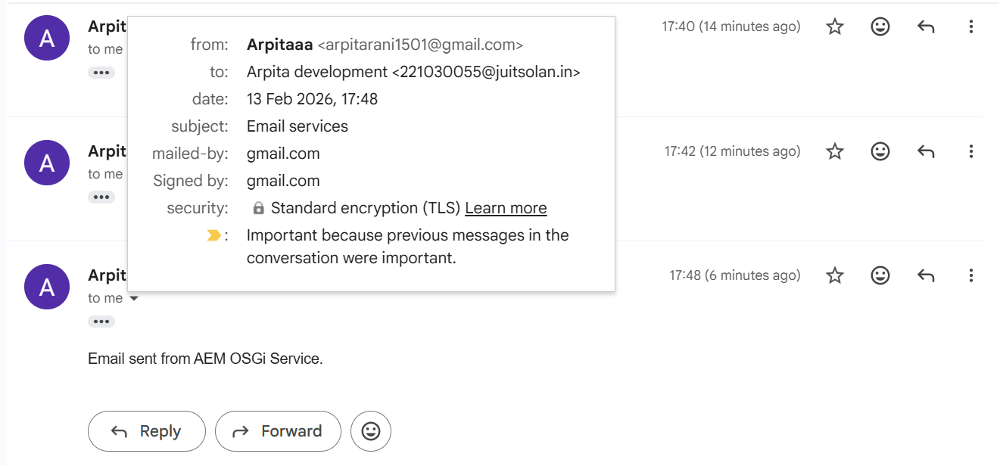 A
Arpit
17:40 (14 minutes ago)
to me
from: Arpitaaa <arpitarani1501@gmail.com>
to: Arpita development <221030055@juitsolan.in>
date: 13 Feb 2026, 17:48
subject: Email services
mailed-by: gmail.com
Signed by: gmail.com
security: Standard encryption (TLS) Learn more
: Important because previous messages in the
conversation were important.
A
Arpit
17:42 (12 minutes ago)
to me
A
Arpit
17:48 (6 minutes ago)
to me
Email sent from AEM OSGi Service.
Reply
Forward